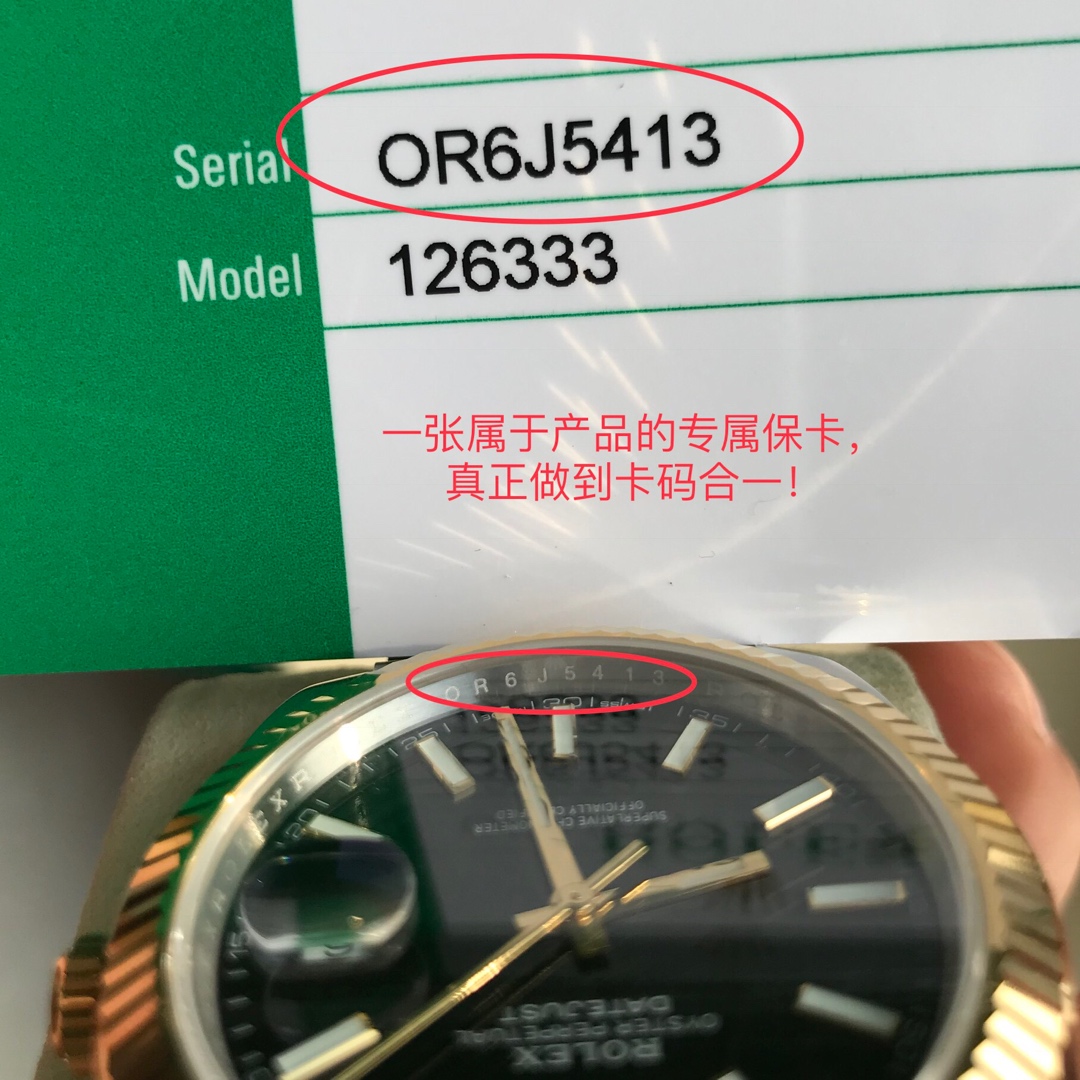 Serial OR6J5413
Model 126333
一张属于产品的专属保卡，
真正做到卡码合一！
OR6J5413
SUPERLATIVE CHRONOMETER
OFFICIALLY CERTIFIED
DATEJUST
OYSTER PERPETUAL
ROLEX